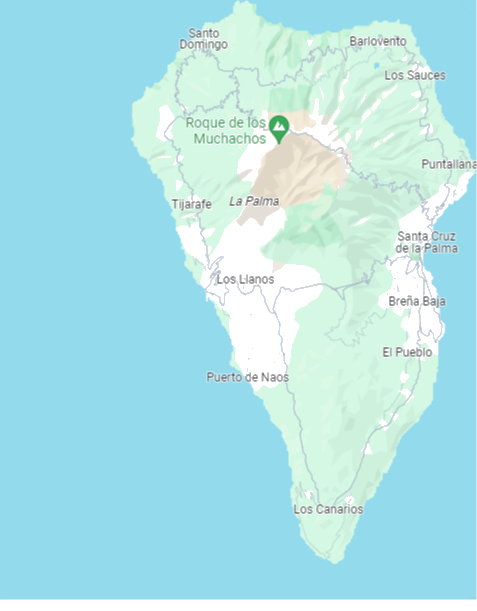 Santo
Domingo
Barlovento
Los Sauces
Roque de los
Muchachos
Puntallana
Tijarafe
La Palma
Santa Cruz
de la Palma
Los Llanos
Breña Baja
El Pueblo
Puerto de Naos
Los Canarios